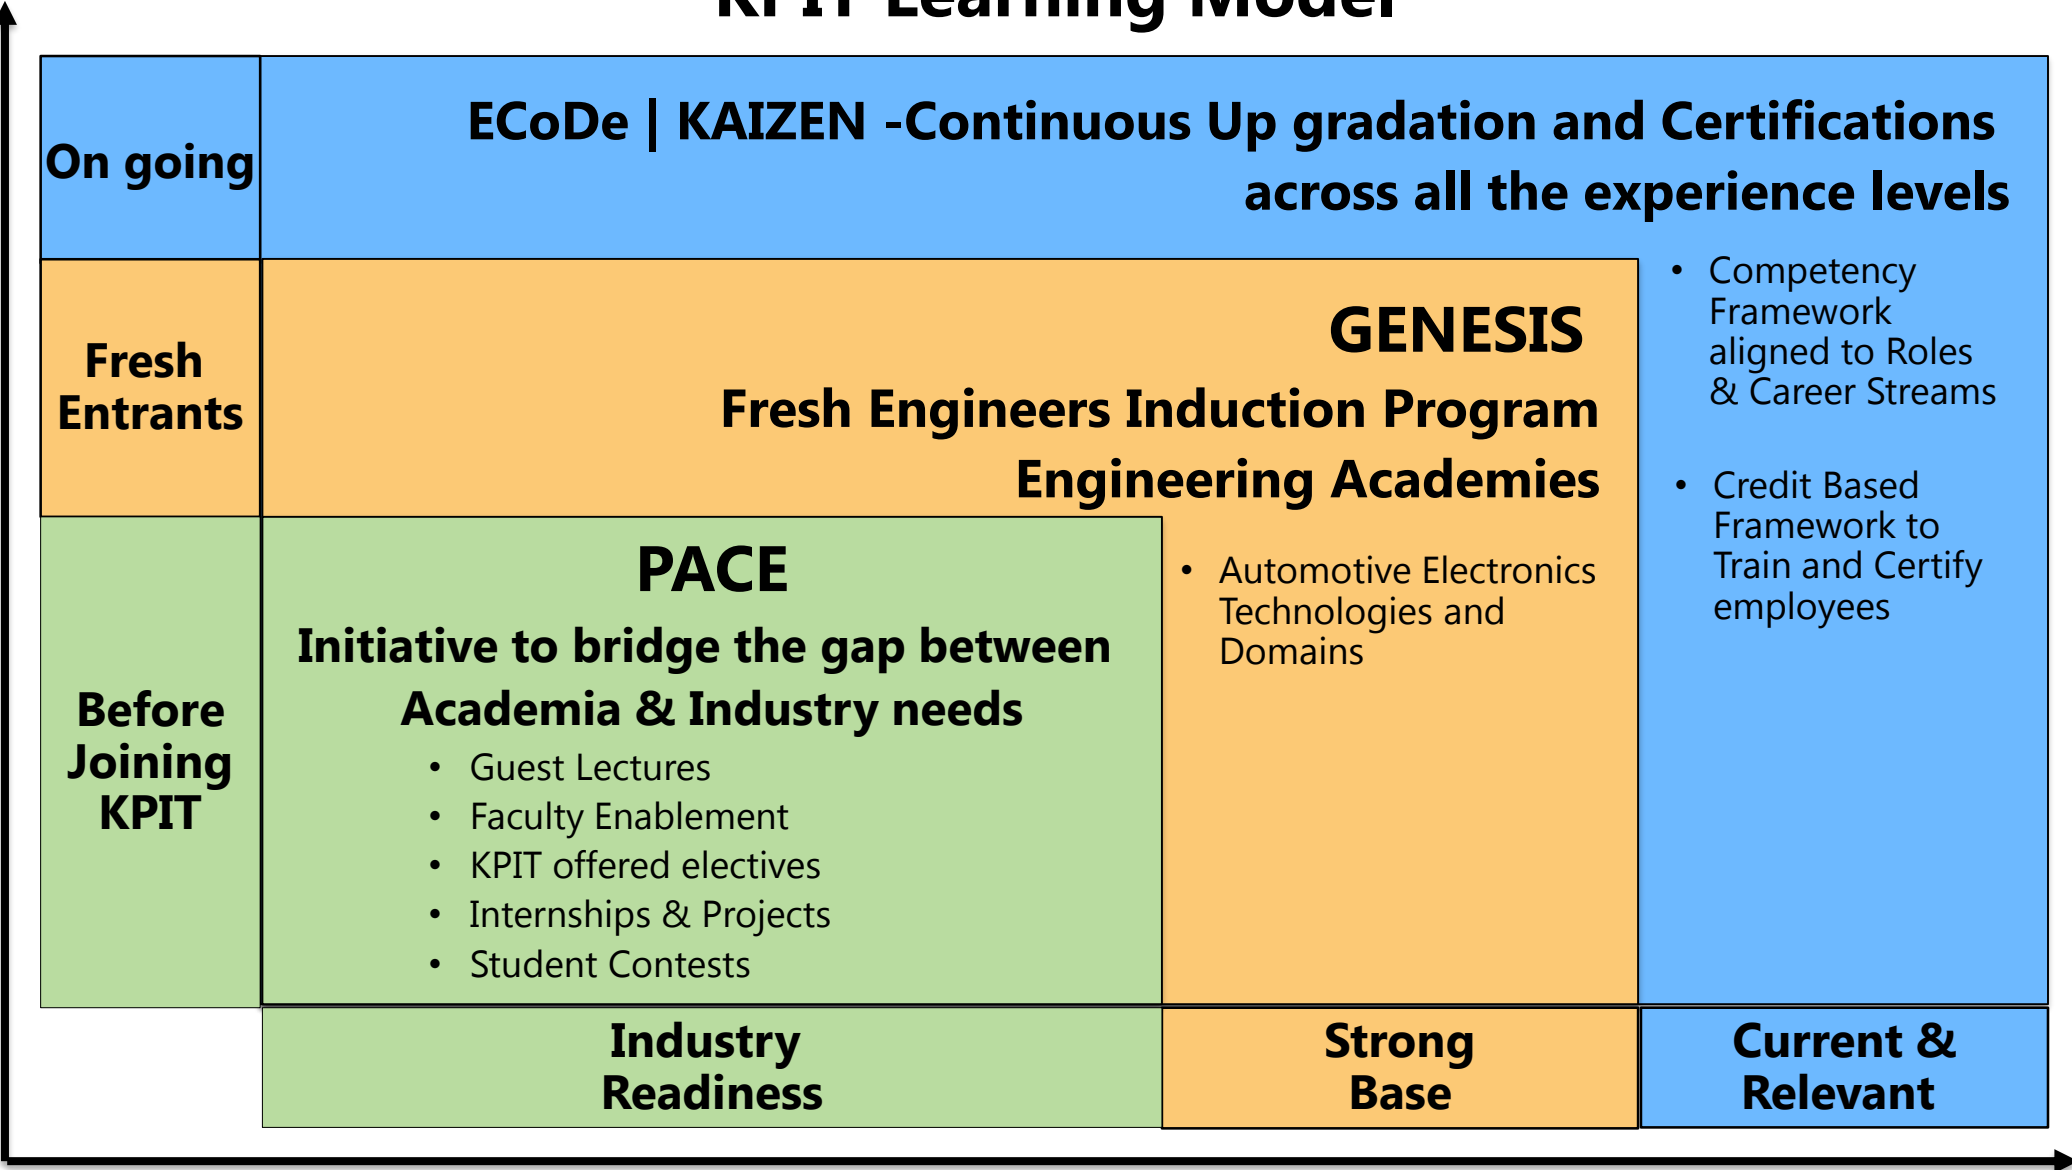 KPIT Learning Model
On going
ECoDe | KAIZEN -Continuous Up gradation and Certifications
across all the experience levels
• Competency
Framework
aligned to Roles
& Career Streams
• Credit Based
Framework to
Train and Certify
employees
Fresh
Entrants
GENESIS
Fresh Engineers Induction Program
Engineering Academies
• Automotive Electronics
Technologies and
Domains
Before
Joining
KPIT
PACE
Initiative to bridge the gap between
Academia & Industry needs
• Guest Lectures
• Faculty Enablement
• KPIT offered electives
• Internships & Projects
• Student Contests
Industry
Readiness
Strong
Base
Current &
Relevant